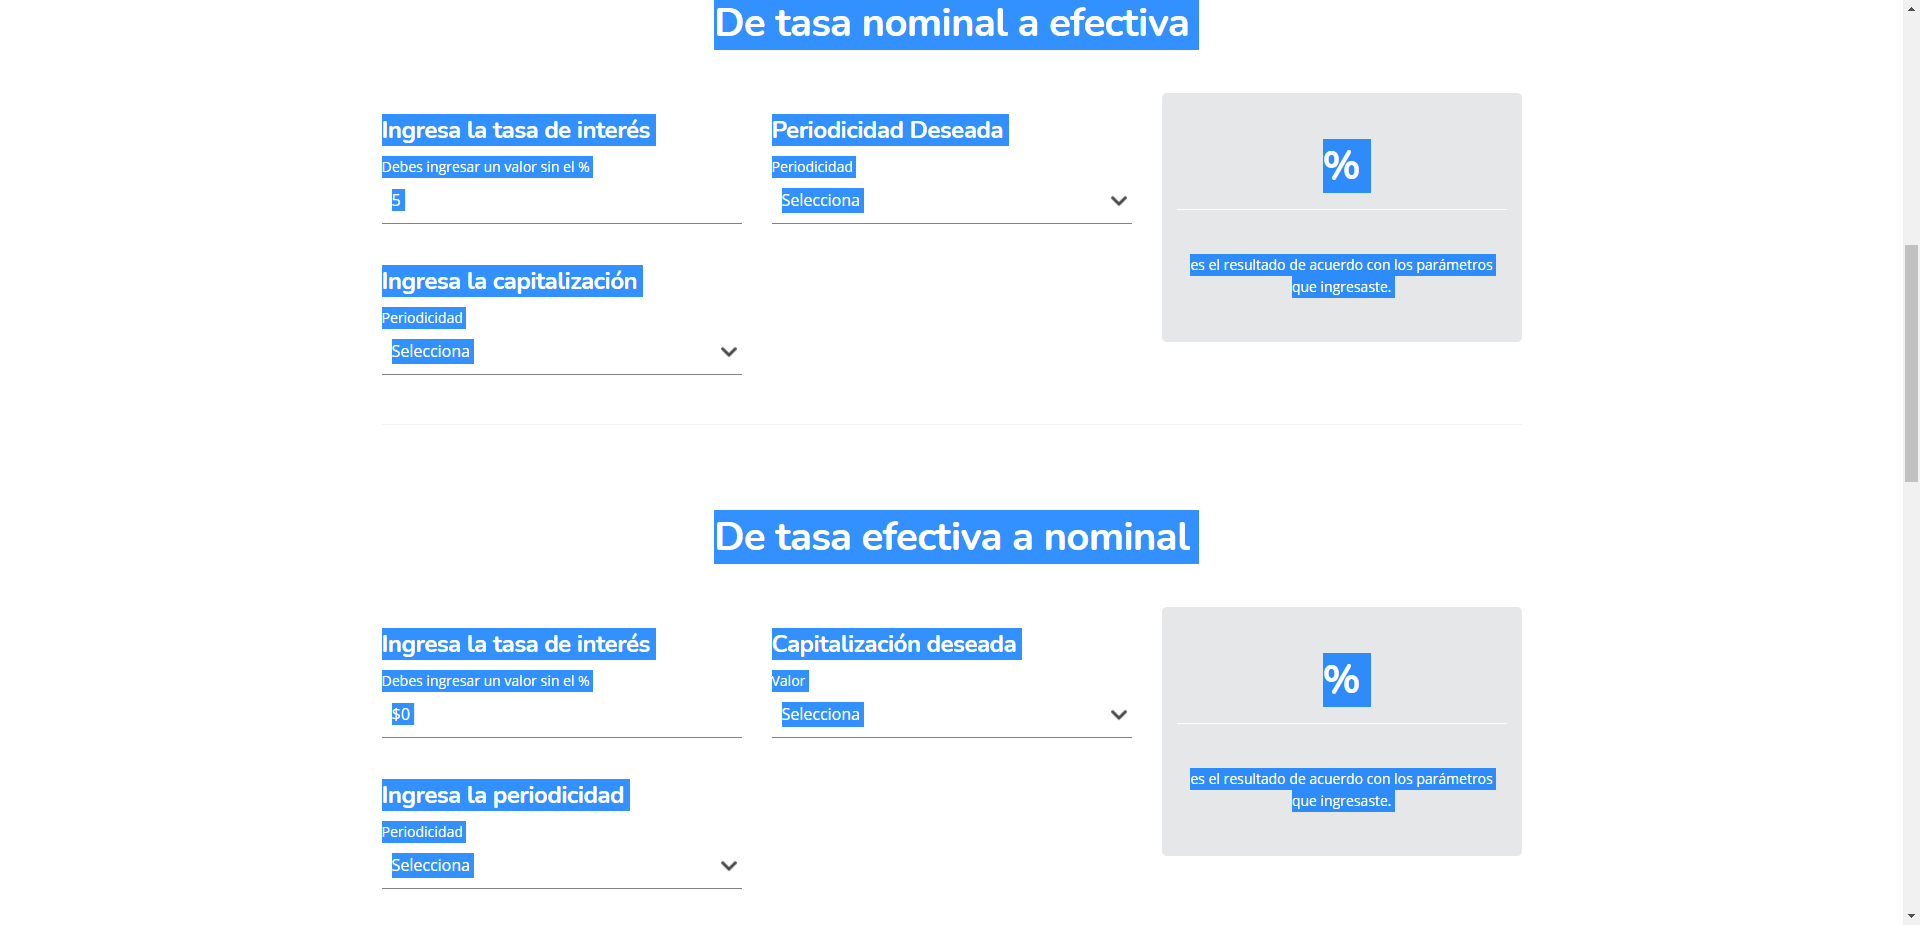 De tasa nominal a efectiva
Ingresa la tasa de interés
Debes ingresar un valor sin el %
5
Periodicidad Deseada
Periodicidad
Selecciona
Ingresa la capitalización
Periodicidad
Selecciona
%
es el resultado de acuerdo con los parámetros
que ingresaste.
De tasa efectiva a nominal
Ingresa la tasa de interés
Debes ingresar un valor sin el %
$0
Capitalización deseada
Valor
Selecciona
Ingresa la periodicidad
Periodicidad
Selecciona
%
es el resultado de acuerdo con los parámetros
que ingresaste.